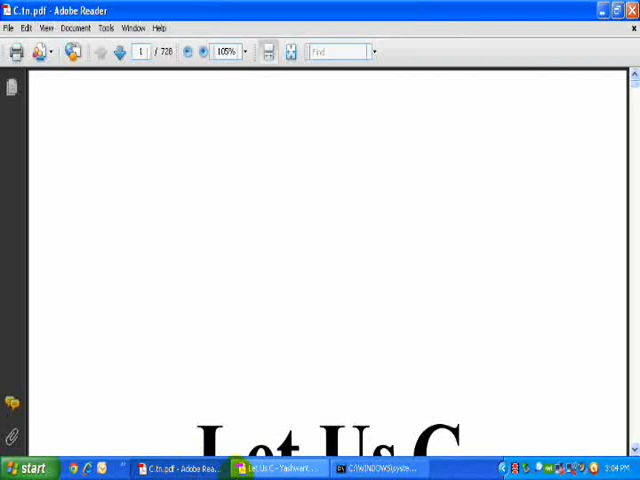 C.tn.pdf - Adobe Reader
File Edit View Document Tools Window Help
1 / 728 105% Find
Let Us C
start C.tn.pdf - Adobe Rea... Let Us C - Yashwant ... C:\WINDOWS\syste... 3:04 PM